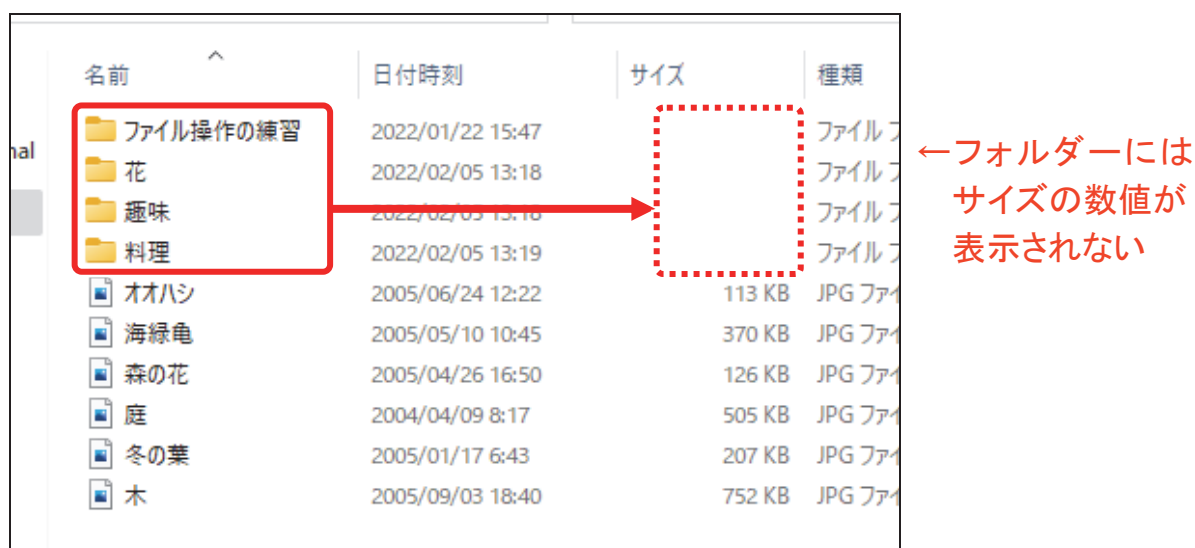 名前 日付時刻 サイズ 種類
ファイル操作の練習 2022/01/22 15:47 ファイル フ
nal
花 2022/02/05 13:18 ファイル フ
趣味 2022/02/05 13:18 ファイル フ
料理 2022/02/05 13:19 ファイル フ
オオハシ 2005/06/24 12:22 113 KB JPG ファイ
海緑亀 2005/05/10 10:45 370 KB JPG ファイ
森の花 2005/04/26 16:50 126 KB JPG ファイ
庭 2004/04/09 8:17 505 KB JPG ファイ
冬の葉 2005/01/17 6:43 207 KB JPG ファイ
木 2005/09/03 18:40 752 KB JPG ファイ
←フォルダーには
サイズの数値が
表示されない